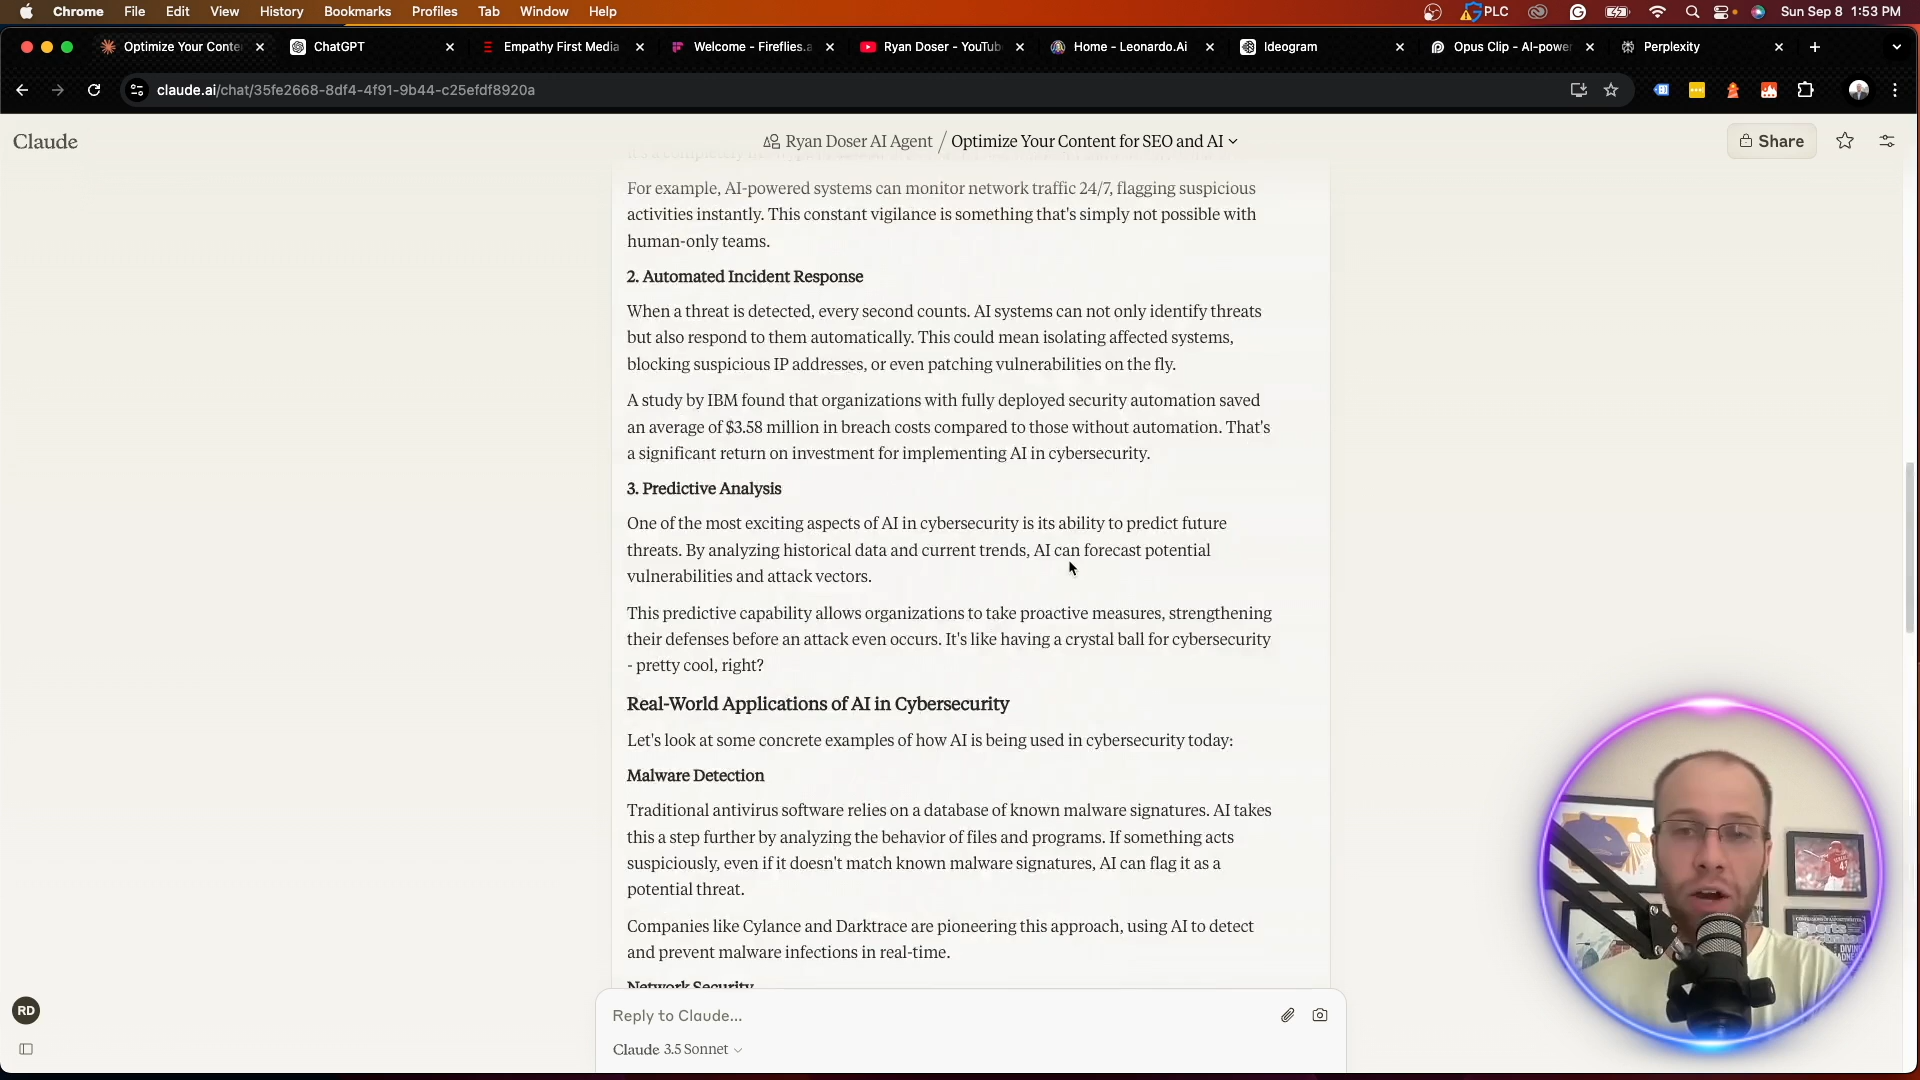 Chrome File Edit View History Bookmarks Profiles Tab Window Help PLC Sun Sep 8 1:53 PM
Optimize Your Conte ChatGPT Empathy First Media Welcome - Fireflies.a Ryan Doser - YouTub Home - Leonardo.Ai Ideogram Opus Clip - AI-power Perplexity
claude.ai/chat/35fe2668-8df4-4f91-9b44-c25efdf8920a
Claude Ryan Doser AI Agent / Optimize Your Content for SEO and AI Share
For example, AI-powered systems can monitor network traffic 24/7, flagging suspicious
activities instantly. This constant vigilance is something that's simply not possible with
human-only teams.
2. Automated Incident Response
When a threat is detected, every second counts. AI systems can not only identify threats
but also respond to them automatically. This could mean isolating affected systems,
blocking suspicious IP addresses, or even patching vulnerabilities on the fly.
A study by IBM found that organizations with fully deployed security automation saved
an average of $3.58 million in breach costs compared to those without automation. That's
a significant return on investment for implementing AI in cybersecurity.
3. Predictive Analysis
One of the most exciting aspects of AI in cybersecurity is its ability to predict future
threats. By analyzing historical data and current trends, AI can forecast potential
vulnerabilities and attack vectors.
This predictive capability allows organizations to take proactive measures, strengthening
their defenses before an attack even occurs. It's like having a crystal ball for cybersecurity
- pretty cool, right?
Real-World Applications of AI in Cybersecurity
Let's look at some concrete examples of how AI is being used in cybersecurity today:
Malware Detection
Traditional antivirus software relies on a database of known malware signatures. AI takes
this a step further by analyzing the behavior of files and programs. If something acts
suspiciously, even if it doesn't match known malware signatures, AI can flag it as a
potential threat.
Companies like Cylance and Darktrace are pioneering this approach, using AI to detect
and prevent malware infections in real-time.
Network Security
RD
Reply to Claude...
Claude 3.5 Sonnet
Sports